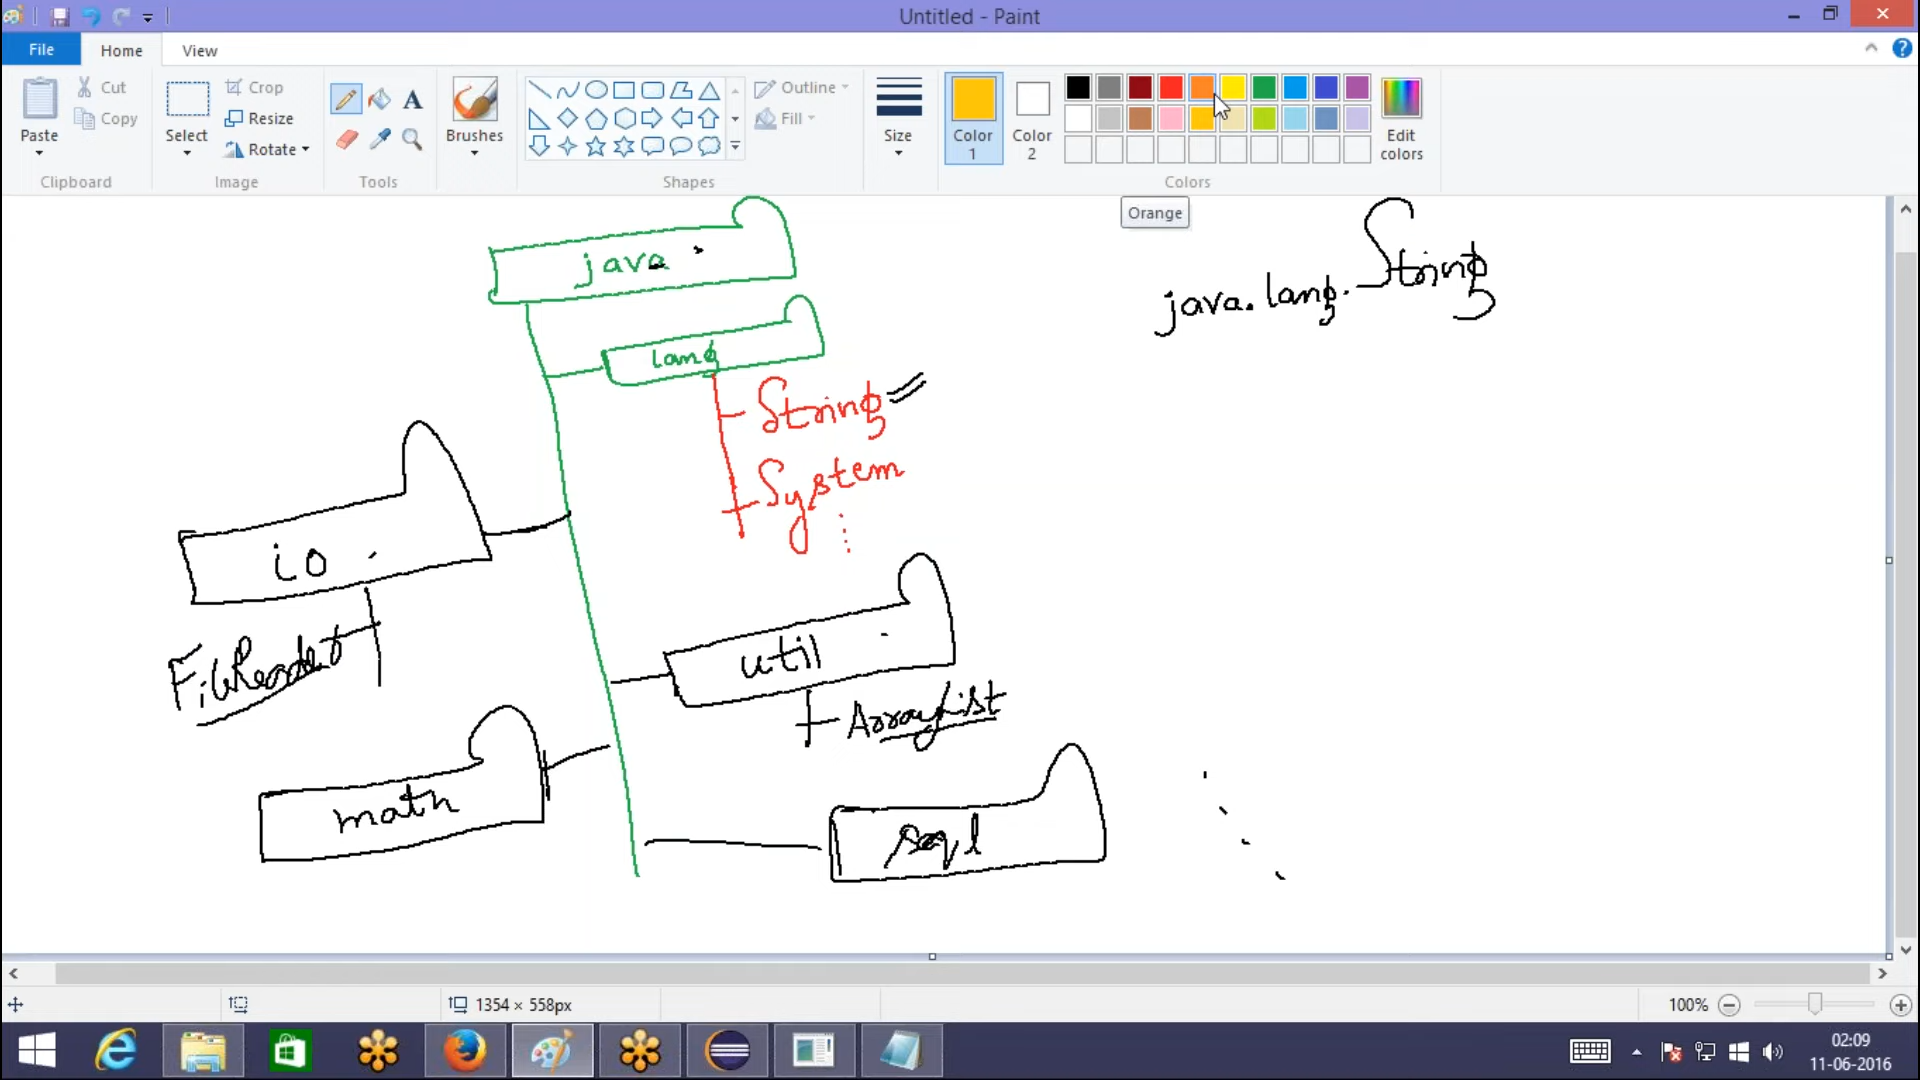 Untitled - Paint
File Home View
Paste
Cut
Copy
Clipboard
Select
Crop
Resize
Rotate
Image
Tools
Brushes
Shapes
Outline
Fill
Size
Color 1
Color 2
Edit colors
Colors
Orange
java
java.lang.String
lang
String
System
io
FileReader
util
ArrayList
math
sql
1354 × 558px
100%
02:09
11-06-2016